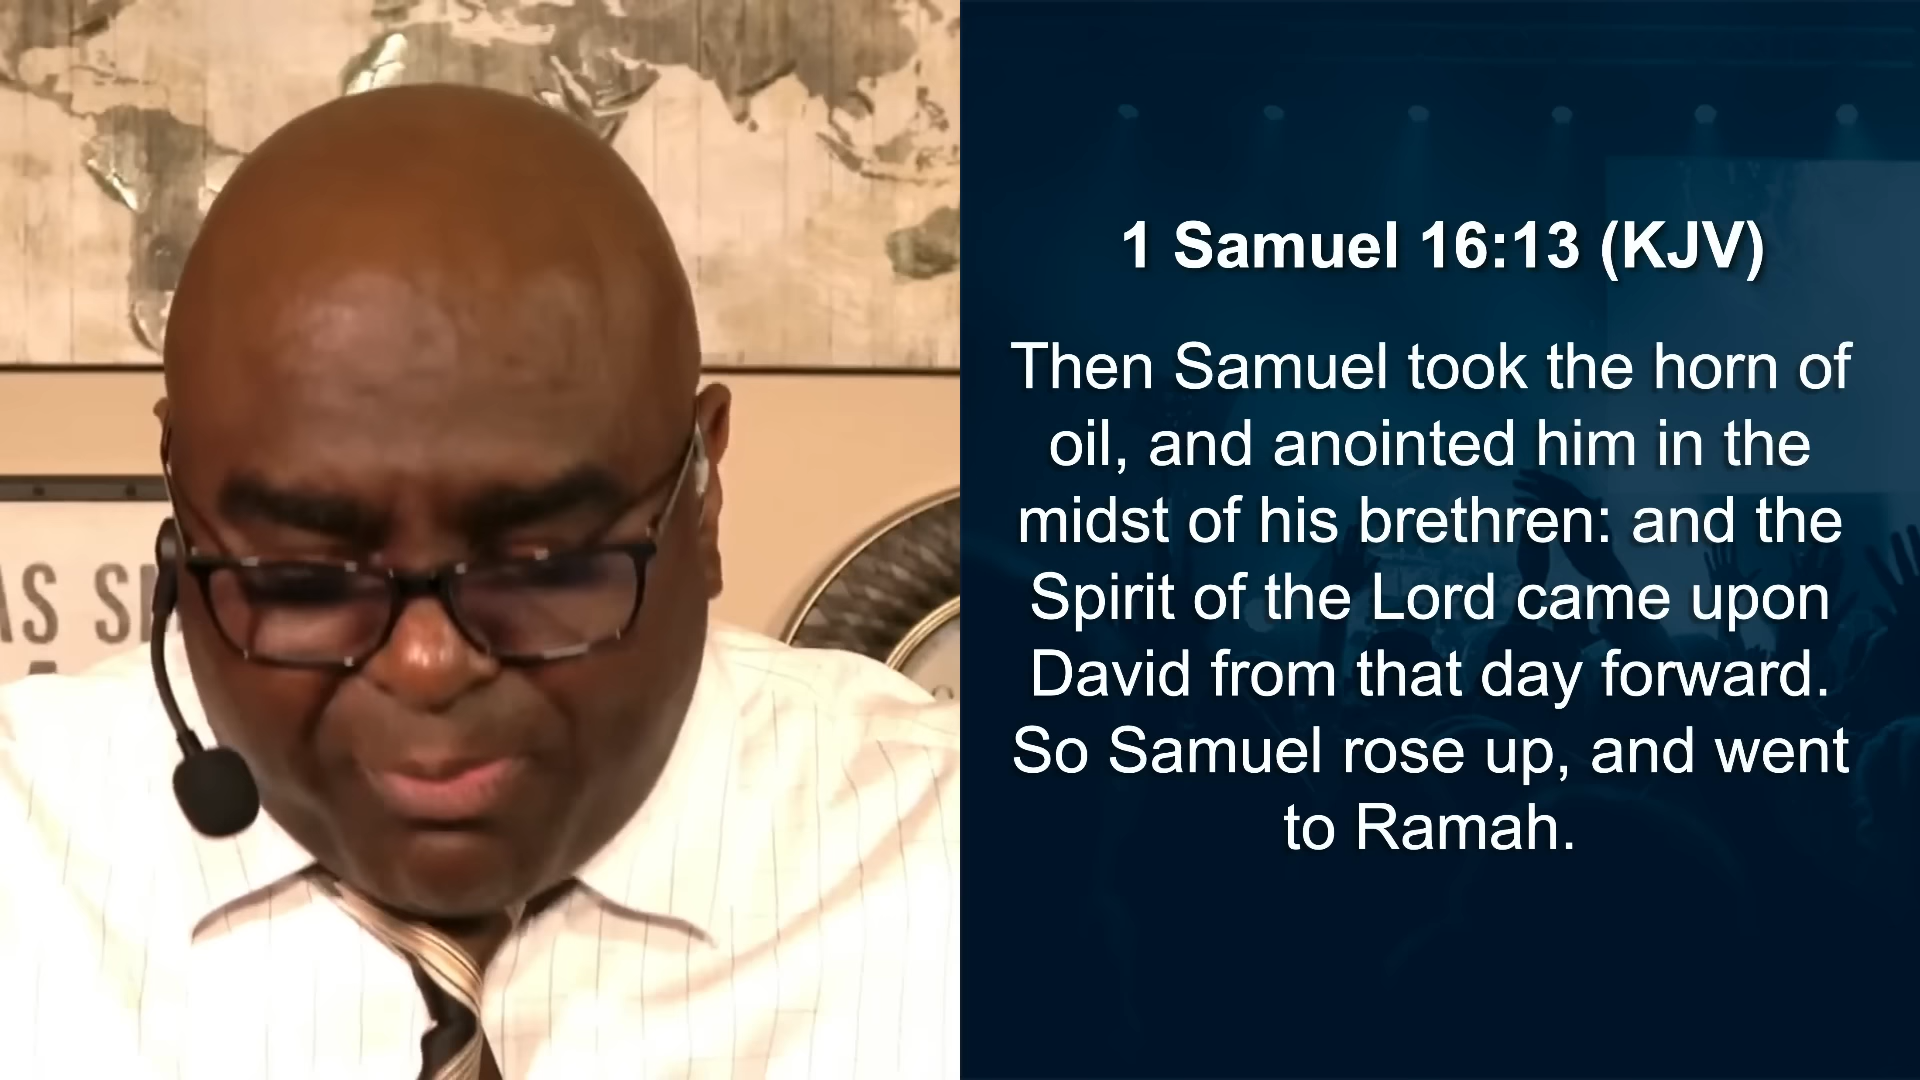 AS
1 Samuel 16:13 (KJV)
Then Samuel took the horn of
oil, and anointed him in the
midst of his brethren: and the
Spirit of the Lord came upon
David from that day forward.
So Samuel rose up, and went
to Ramah.